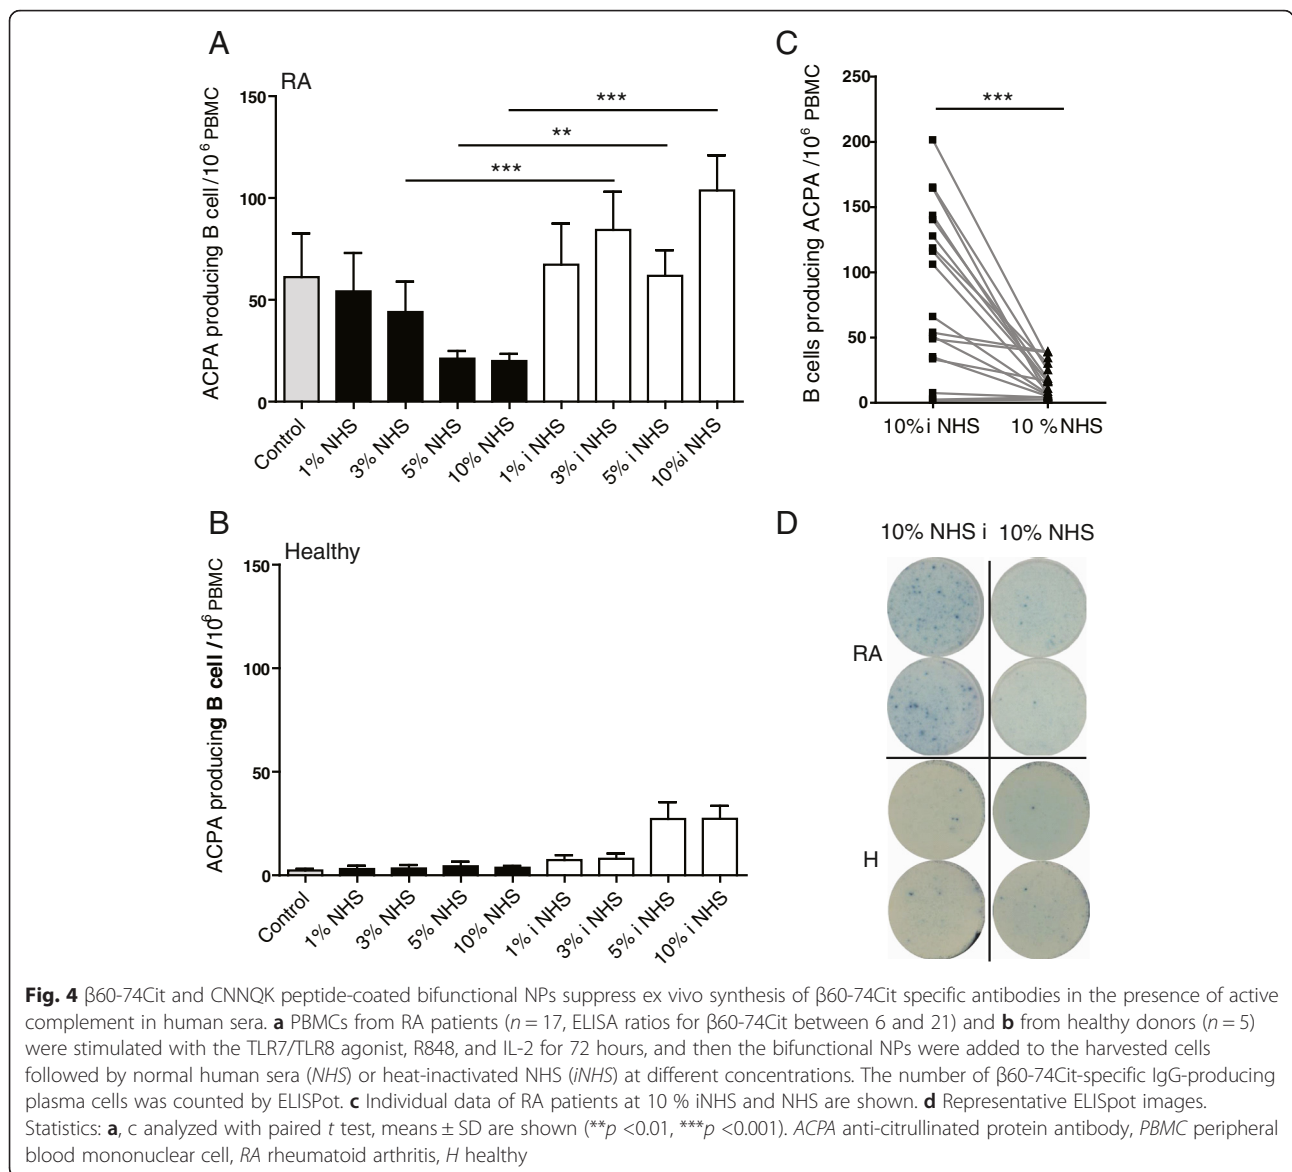 A
RA
ACPA producing B cell /10⁶ PBMC
150
100
50
0
***
**
***
Control
1% NHS
3% NHS
5% NHS
10% NHS
1% i NHS
3% i NHS
5% i NHS
10%i NHS
C
B cells producing ACPA /10⁶ PBMC
250
200
150
100
50
0
***
10%i NHS
10 %NHS
B
Healthy
ACPA producing B cell /10⁶ PBMC
150
100
50
0
Control
1% NHS
3% NHS
5% NHS
10% NHS
1% i NHS
3% i NHS
5% i NHS
10% i NHS
D
10% NHS i 10% NHS
RA
H
Fig. 4 β60-74Cit and CNNQK peptide-coated bifunctional NPs suppress ex vivo synthesis of β60-74Cit specific antibodies in the presence of active
complement in human sera. a PBMCs from RA patients (n = 17, ELISA ratios for β60-74Cit between 6 and 21) and b from healthy donors (n = 5)
were stimulated with the TLR7/TLR8 agonist, R848, and IL-2 for 72 hours, and then the bifunctional NPs were added to the harvested cells
followed by normal human sera (NHS) or heat-inactivated NHS (iNHS) at different concentrations. The number of β60-74Cit-specific IgG-producing
plasma cells was counted by ELISPot. c Individual data of RA patients at 10 % iNHS and NHS are shown. d Representative ELISpot images.
Statistics: a, c analyzed with paired t test, means ± SD are shown (**p <0.01, ***p <0.001). ACPA anti-citrullinated protein antibody, PBMC peripheral
blood mononuclear cell, RA rheumatoid arthritis, H healthy